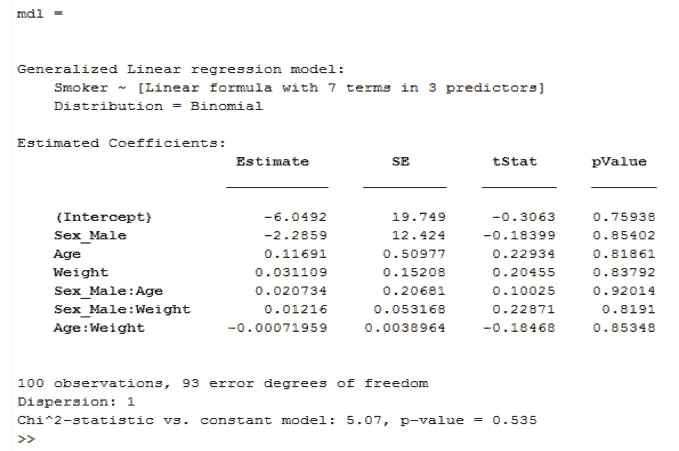 mdl =
Generalized Linear regression model:
Smoker ~ [Linear formula with 7 terms in 3 predictors]
Distribution = Binomial
Estimated Coefficients:
Estimate SE tStat pValue
(Intercept) -6.0492 19.749 -0.3063 0.75938
Sex_Male -2.2859 12.424 -0.18399 0.85402
Age 0.11691 0.50977 0.22934 0.81861
Weight 0.031109 0.15208 0.20455 0.83792
Sex_Male:Age 0.020734 0.20681 0.10025 0.92014
Sex_Male:Weight 0.01216 0.053168 0.22871 0.8191
Age:Weight -0.00071959 0.0038964 -0.18468 0.85348
100 observations, 93 error degrees of freedom
Dispersion: 1
Chi^2-statistic vs. constant model: 5.07, p-value = 0.535
>>